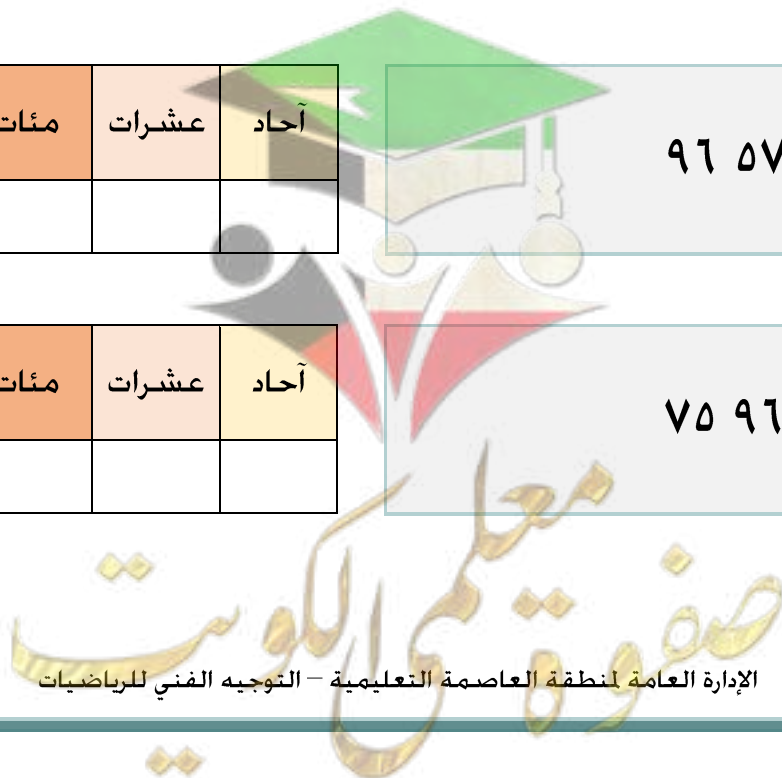 آحاد عشرات مئات
٩٦ ٥٧
آحاد عشرات مئات
٧٥ ٩٦
صفوة معلمي الكويت
الإدارة العامة لمنطقة العاصمة التعليمية – التوجيه الفني للرياضيات